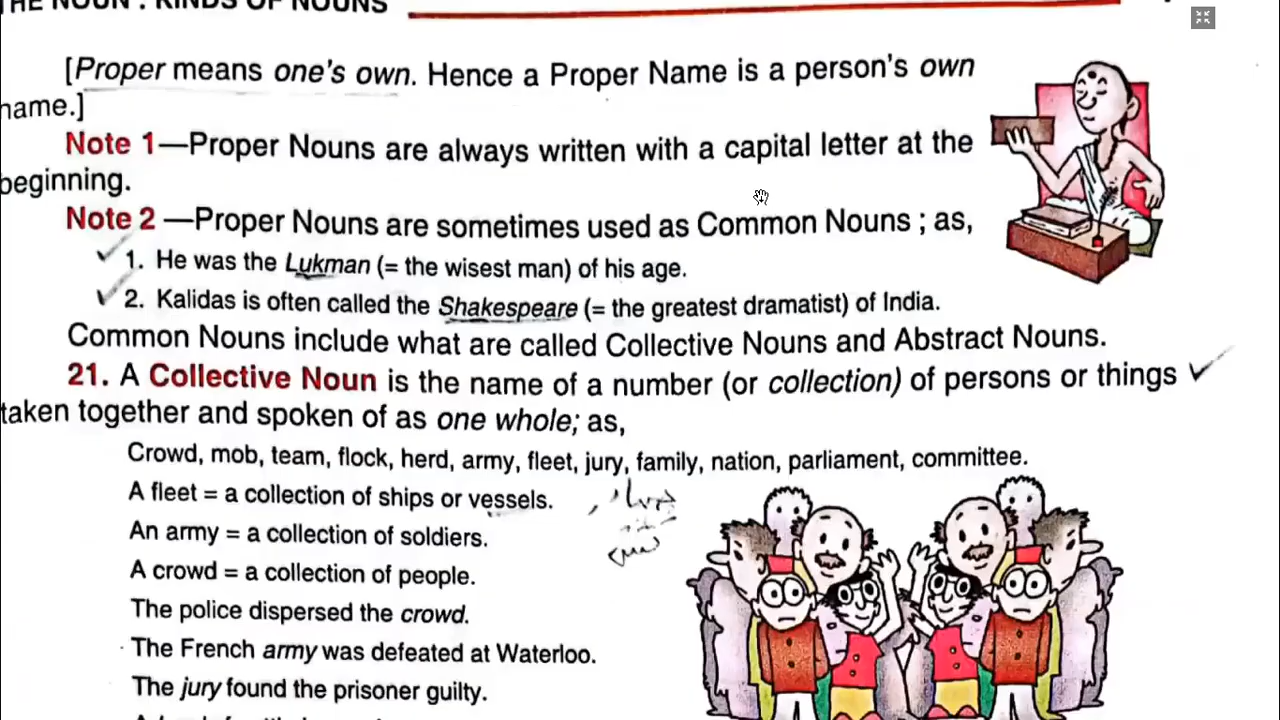 THE NOUN : KINDS OF NOUNS
[Proper means one's own. Hence a Proper Name is a person's own
name.]
Note 1—Proper Nouns are always written with a capital letter at the
beginning.
Note 2 —Proper Nouns are sometimes used as Common Nouns ; as,
1. He was the Lukman (= the wisest man) of his age.
2. Kalidas is often called the Shakespeare (= the greatest dramatist) of India.
Common Nouns include what are called Collective Nouns and Abstract Nouns.
21. A Collective Noun is the name of a number (or collection) of persons or things
taken together and spoken of as one whole; as,
Crowd, mob, team, flock, herd, army, fleet, jury, family, nation, parliament, committee.
A fleet = a collection of ships or vessels.
An army = a collection of soldiers.
A crowd = a collection of people.
The police dispersed the crowd.
The French army was defeated at Waterloo.
The jury found the prisoner guilty.